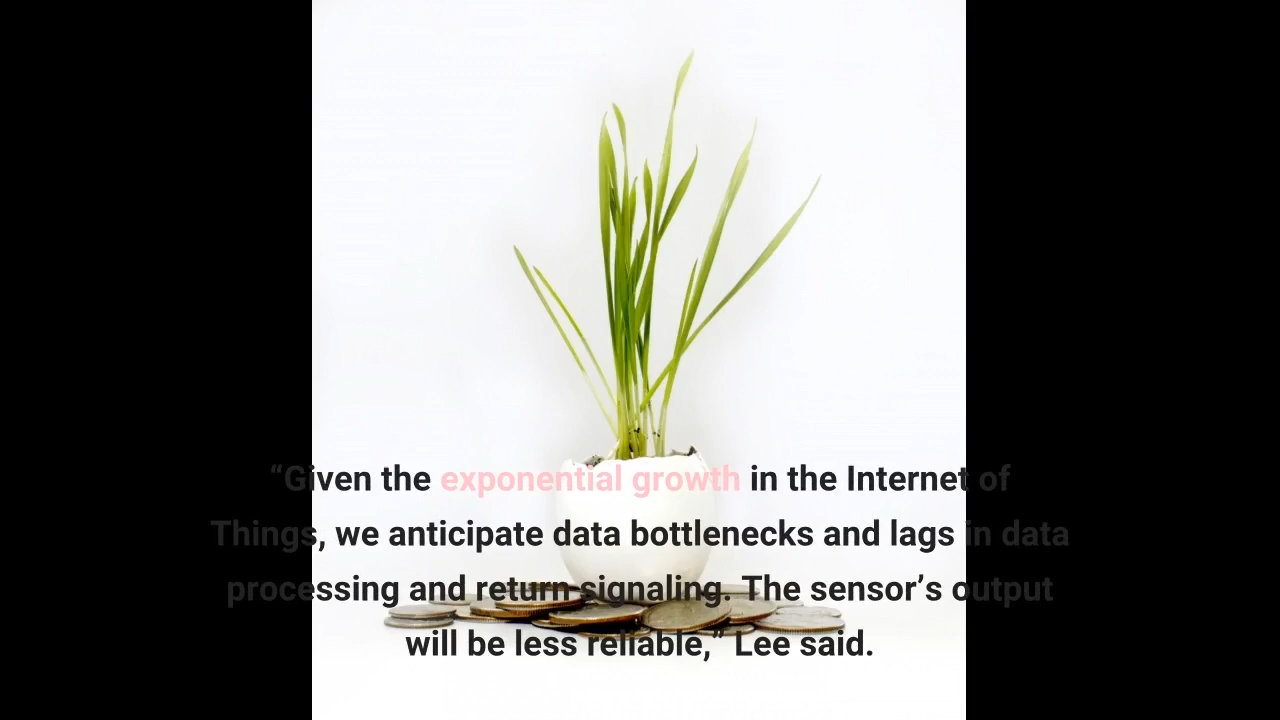 “Given the exponential growth in the Internet of
Things, we anticipate data bottlenecks and lags in data
processing and return signaling. The sensor’s output
will be less reliable,” Lee said.